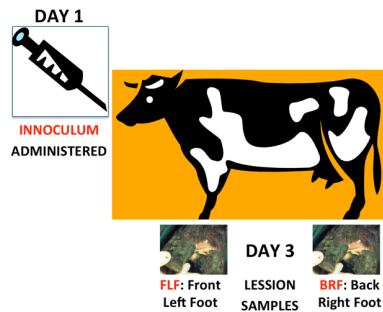 DAY 1
INNOCULUM
ADMINISTERED
FLF: Front
Left Foot
DAY 3
LESSION
SAMPLES
BRF: Back
Right Foot